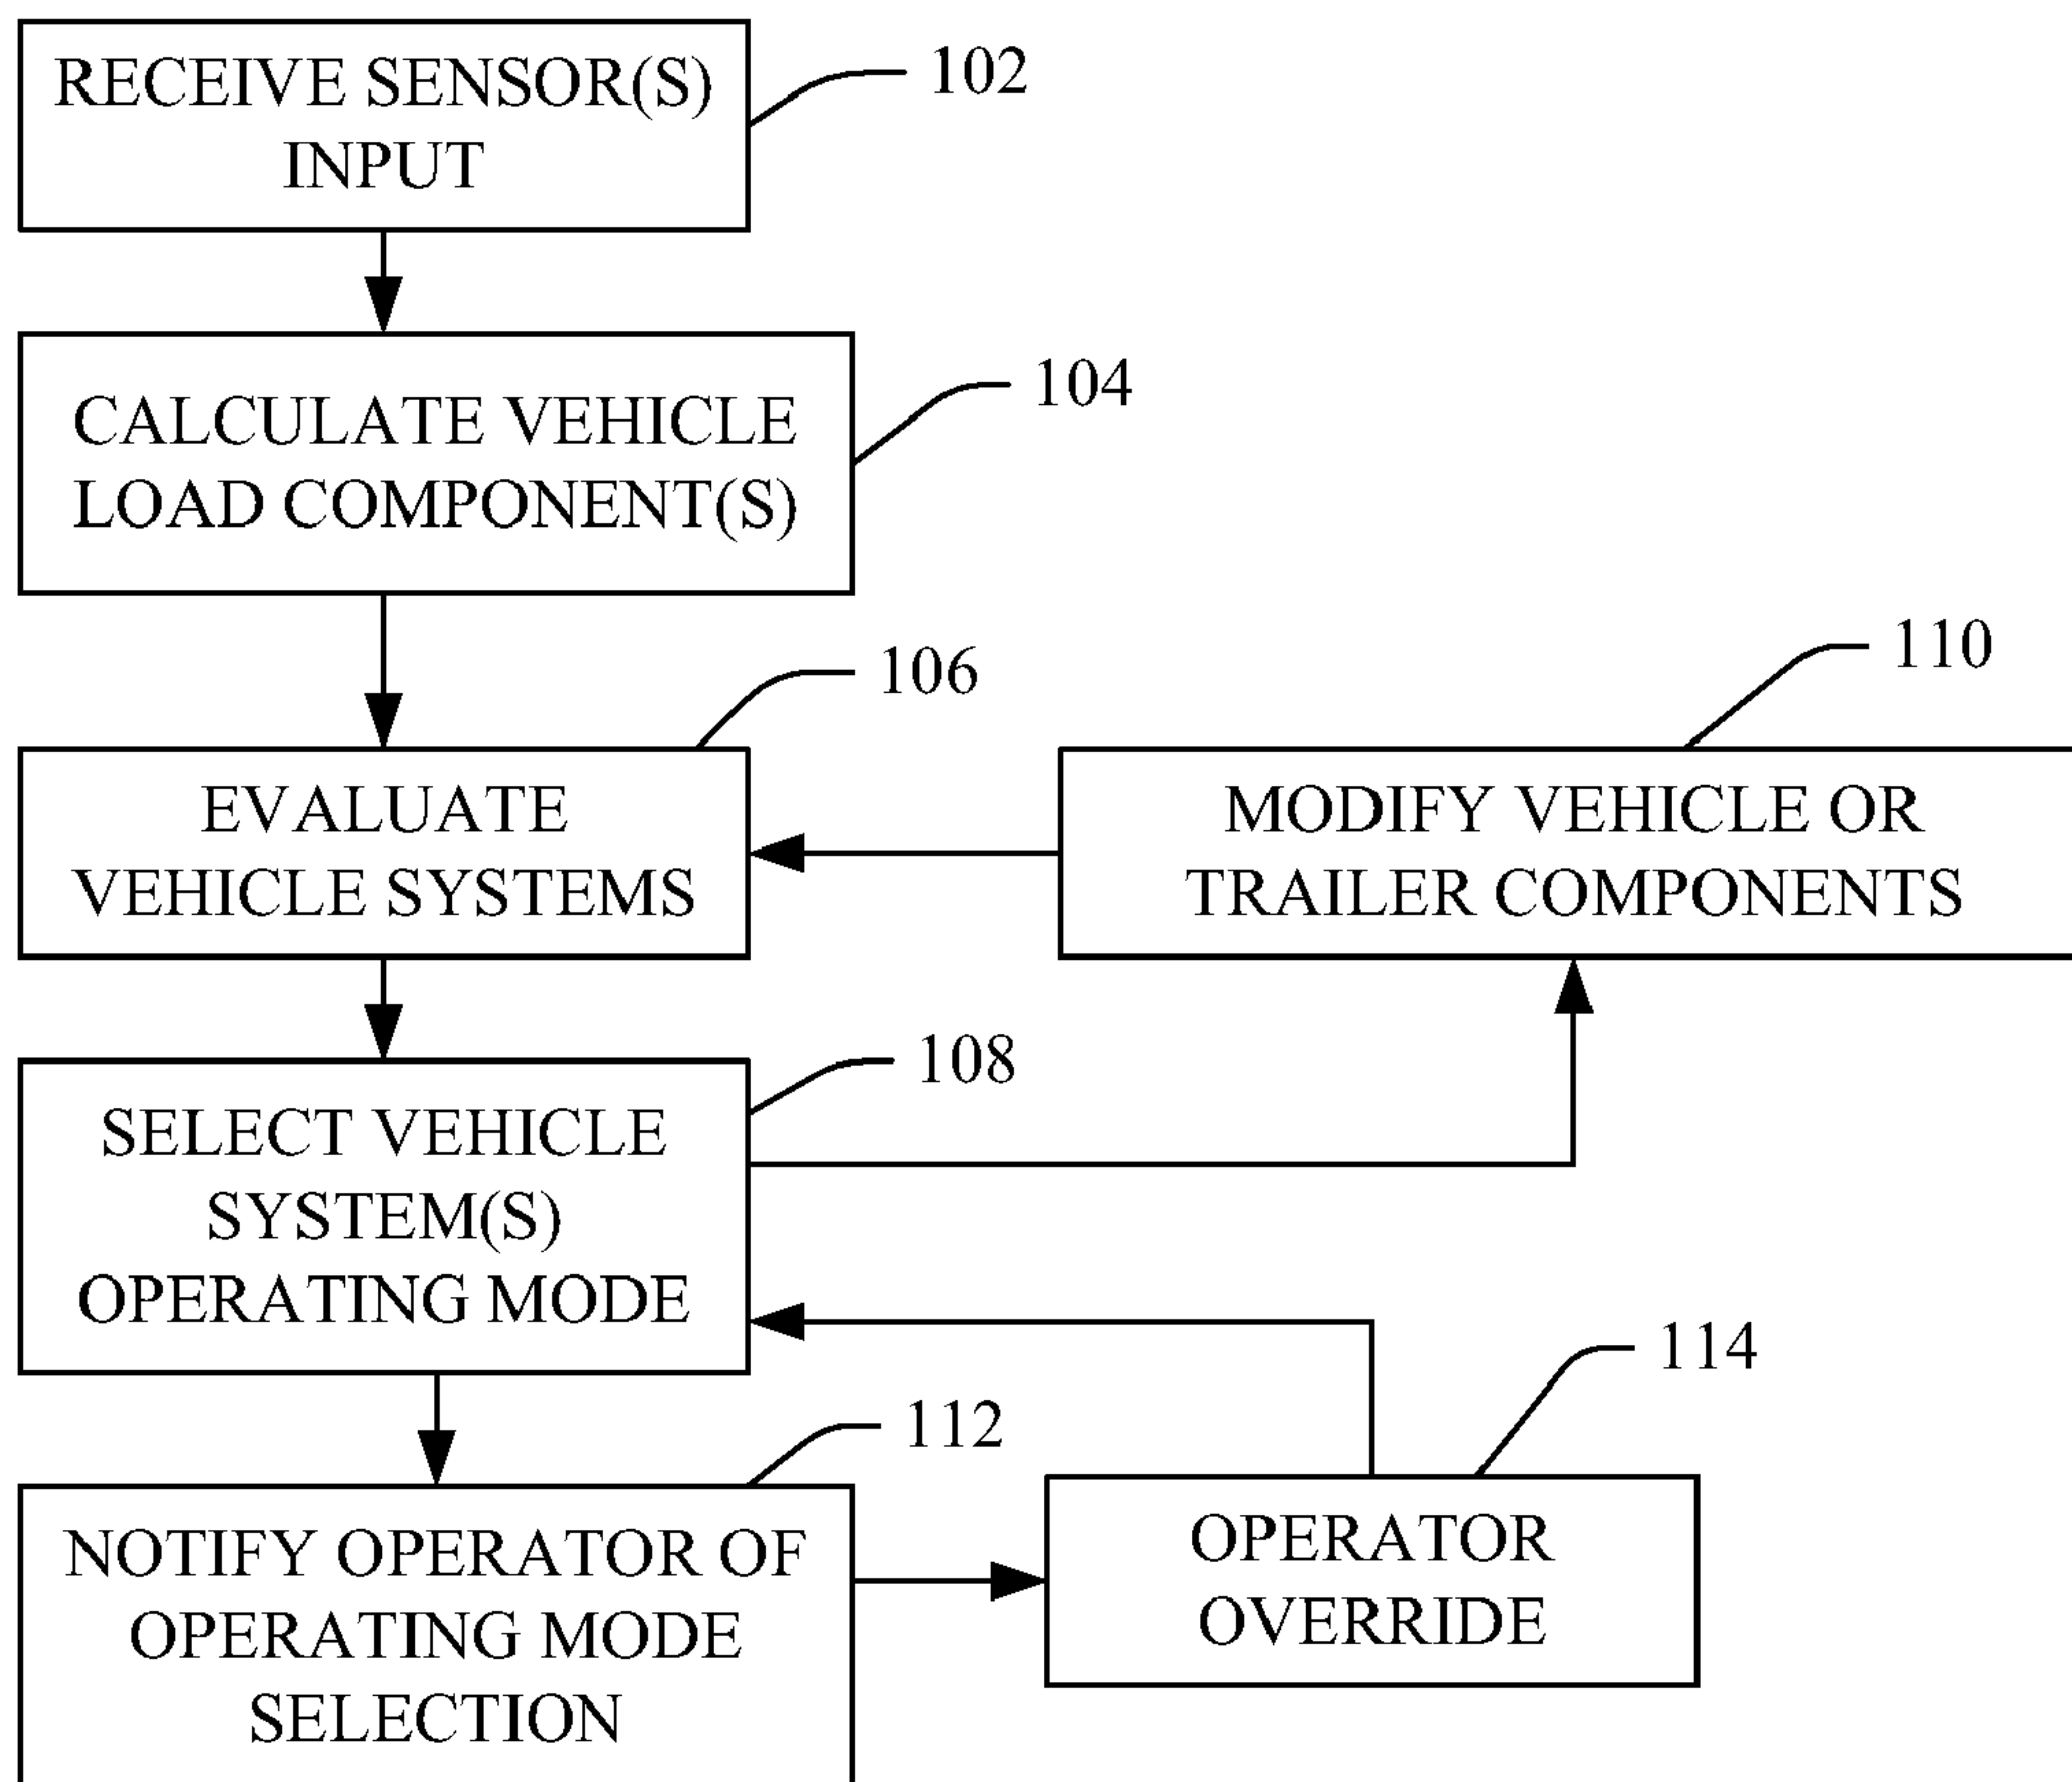 RECEIVE SENSOR(S)
INPUT
102
CALCULATE VEHICLE
LOAD COMPONENT(S)
104
EVALUATE
VEHICLE SYSTEMS
106
MODIFY VEHICLE OR
TRAILER COMPONENTS
110
SELECT VEHICLE
SYSTEM(S)
OPERATING MODE
108
NOTIFY OPERATOR OF
OPERATING MODE
SELECTION
112
OPERATOR
OVERRIDE
114